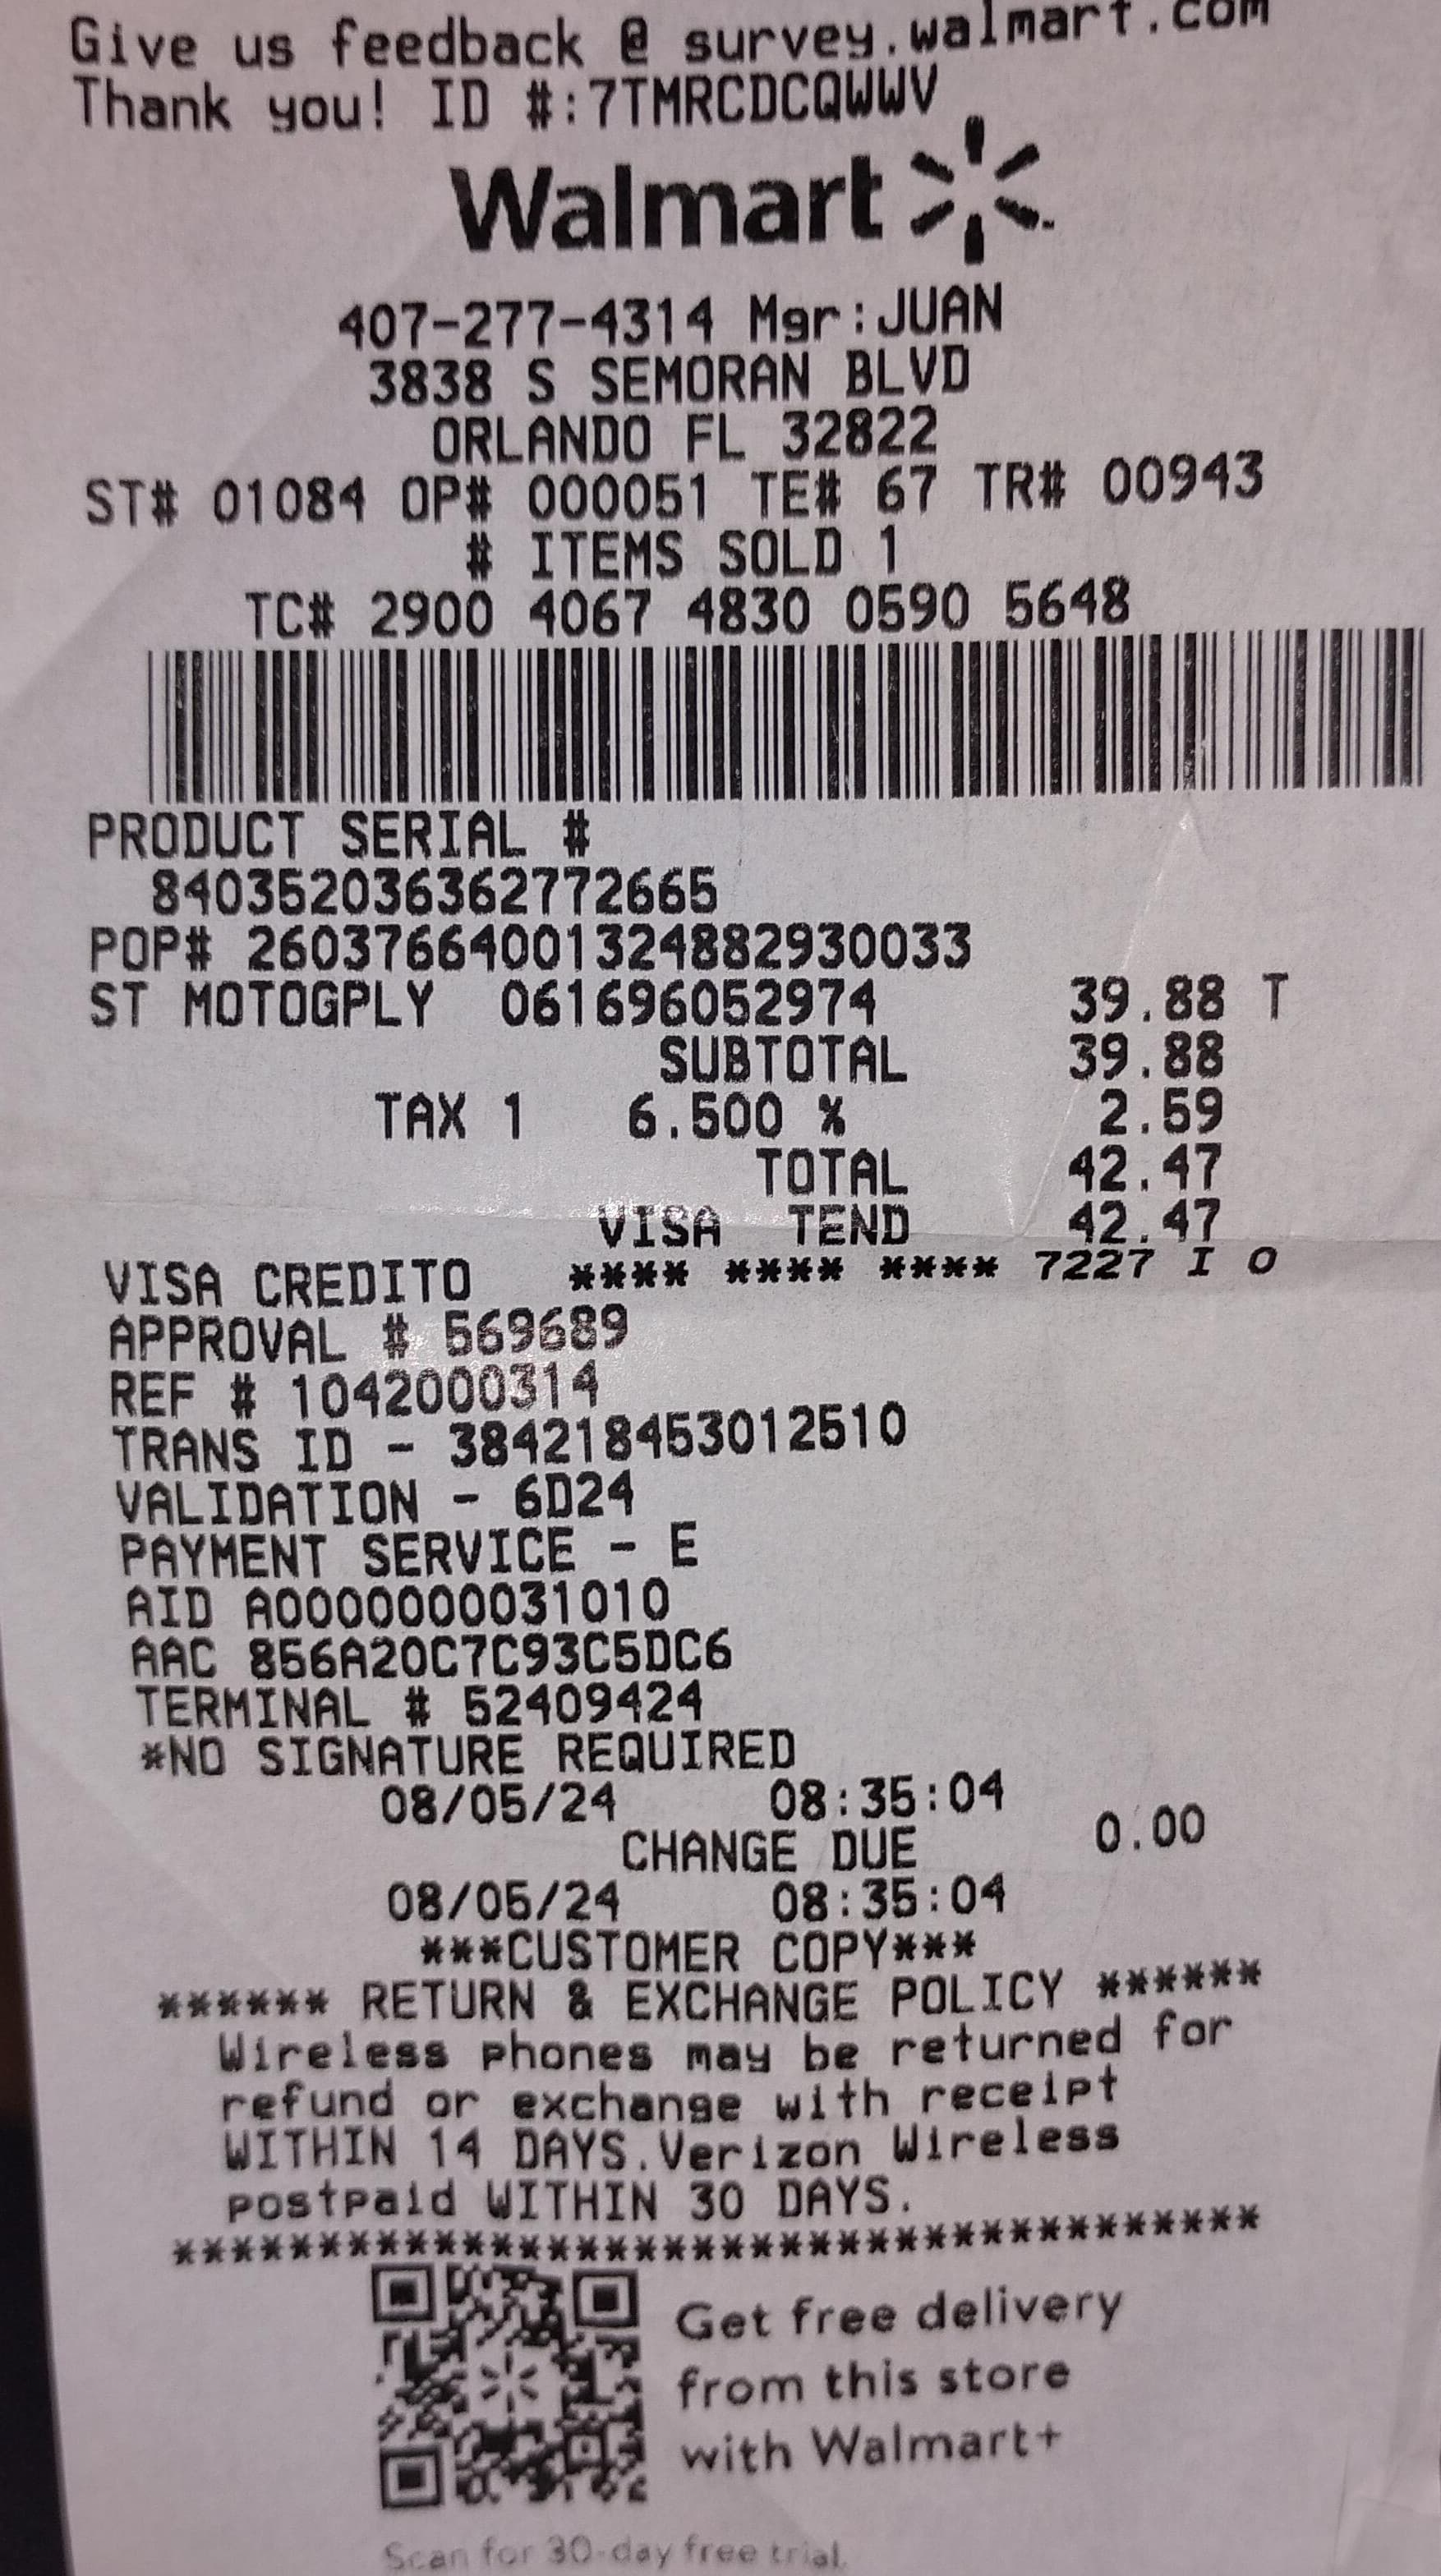 Give us feedback @ survey.walmart.com
Thank you! ID #:7TMRCDCQWWV
Walmart
407-277-4314 Mgr:JUAN
3838 S SEMORAN BLVD
ORLANDO FL 32822
ST# 01084 OP# 000051 TE# 67 TR# 00943
# ITEMS SOLD 1
TC# 2900 4067 4830 0590 5648
PRODUCT SERIAL #
840352036362772665
POP# 26037664001324882930033
ST MOTOGPLY 061696052974 39.88 T
SUBTOTAL 39.88
TAX 1 6.500 % 2.59
TOTAL 42.47
VISA TEND 42.47
VISA CREDITO **** **** **** 7227 I 0
APPROVAL # 569689
REF # 1042000314
TRANS ID - 384218453012510
VALIDATION - 6D24
PAYMENT SERVICE - E
AID A0000000031010
AAC 856A20C7C93C5DC6
TERMINAL # 52409424
*NO SIGNATURE REQUIRED
08/05/24 08:35:04
CHANGE DUE 0.00
08/05/24 08:35:04
***CUSTOMER COPY***
****** RETURN & EXCHANGE POLICY ******
Wireless phones may be returned for
refund or exchange with receipt
WITHIN 14 DAYS.Verizon Wireless
postpaid WITHIN 30 DAYS.
**************************************
Get free delivery
from this store
with Walmart+
Scan for 30-day free trial.